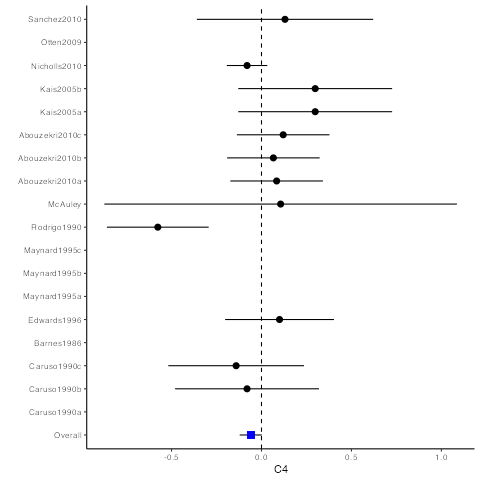 Sanchez2010
Otten2009
Nicholls2010
Kais2005b
Kais2005a
Abouzekri2010c
Abouzekri2010b
Abouzekri2010a
McAuley
Rodrigo1990
Maynard1995c
Maynard1995b
Maynard1995a
Edwards1996
Barnes1986
Caruso1990c
Caruso1990b
Caruso1990a
Overall
-0.5 0.0 0.5 1.0
C4